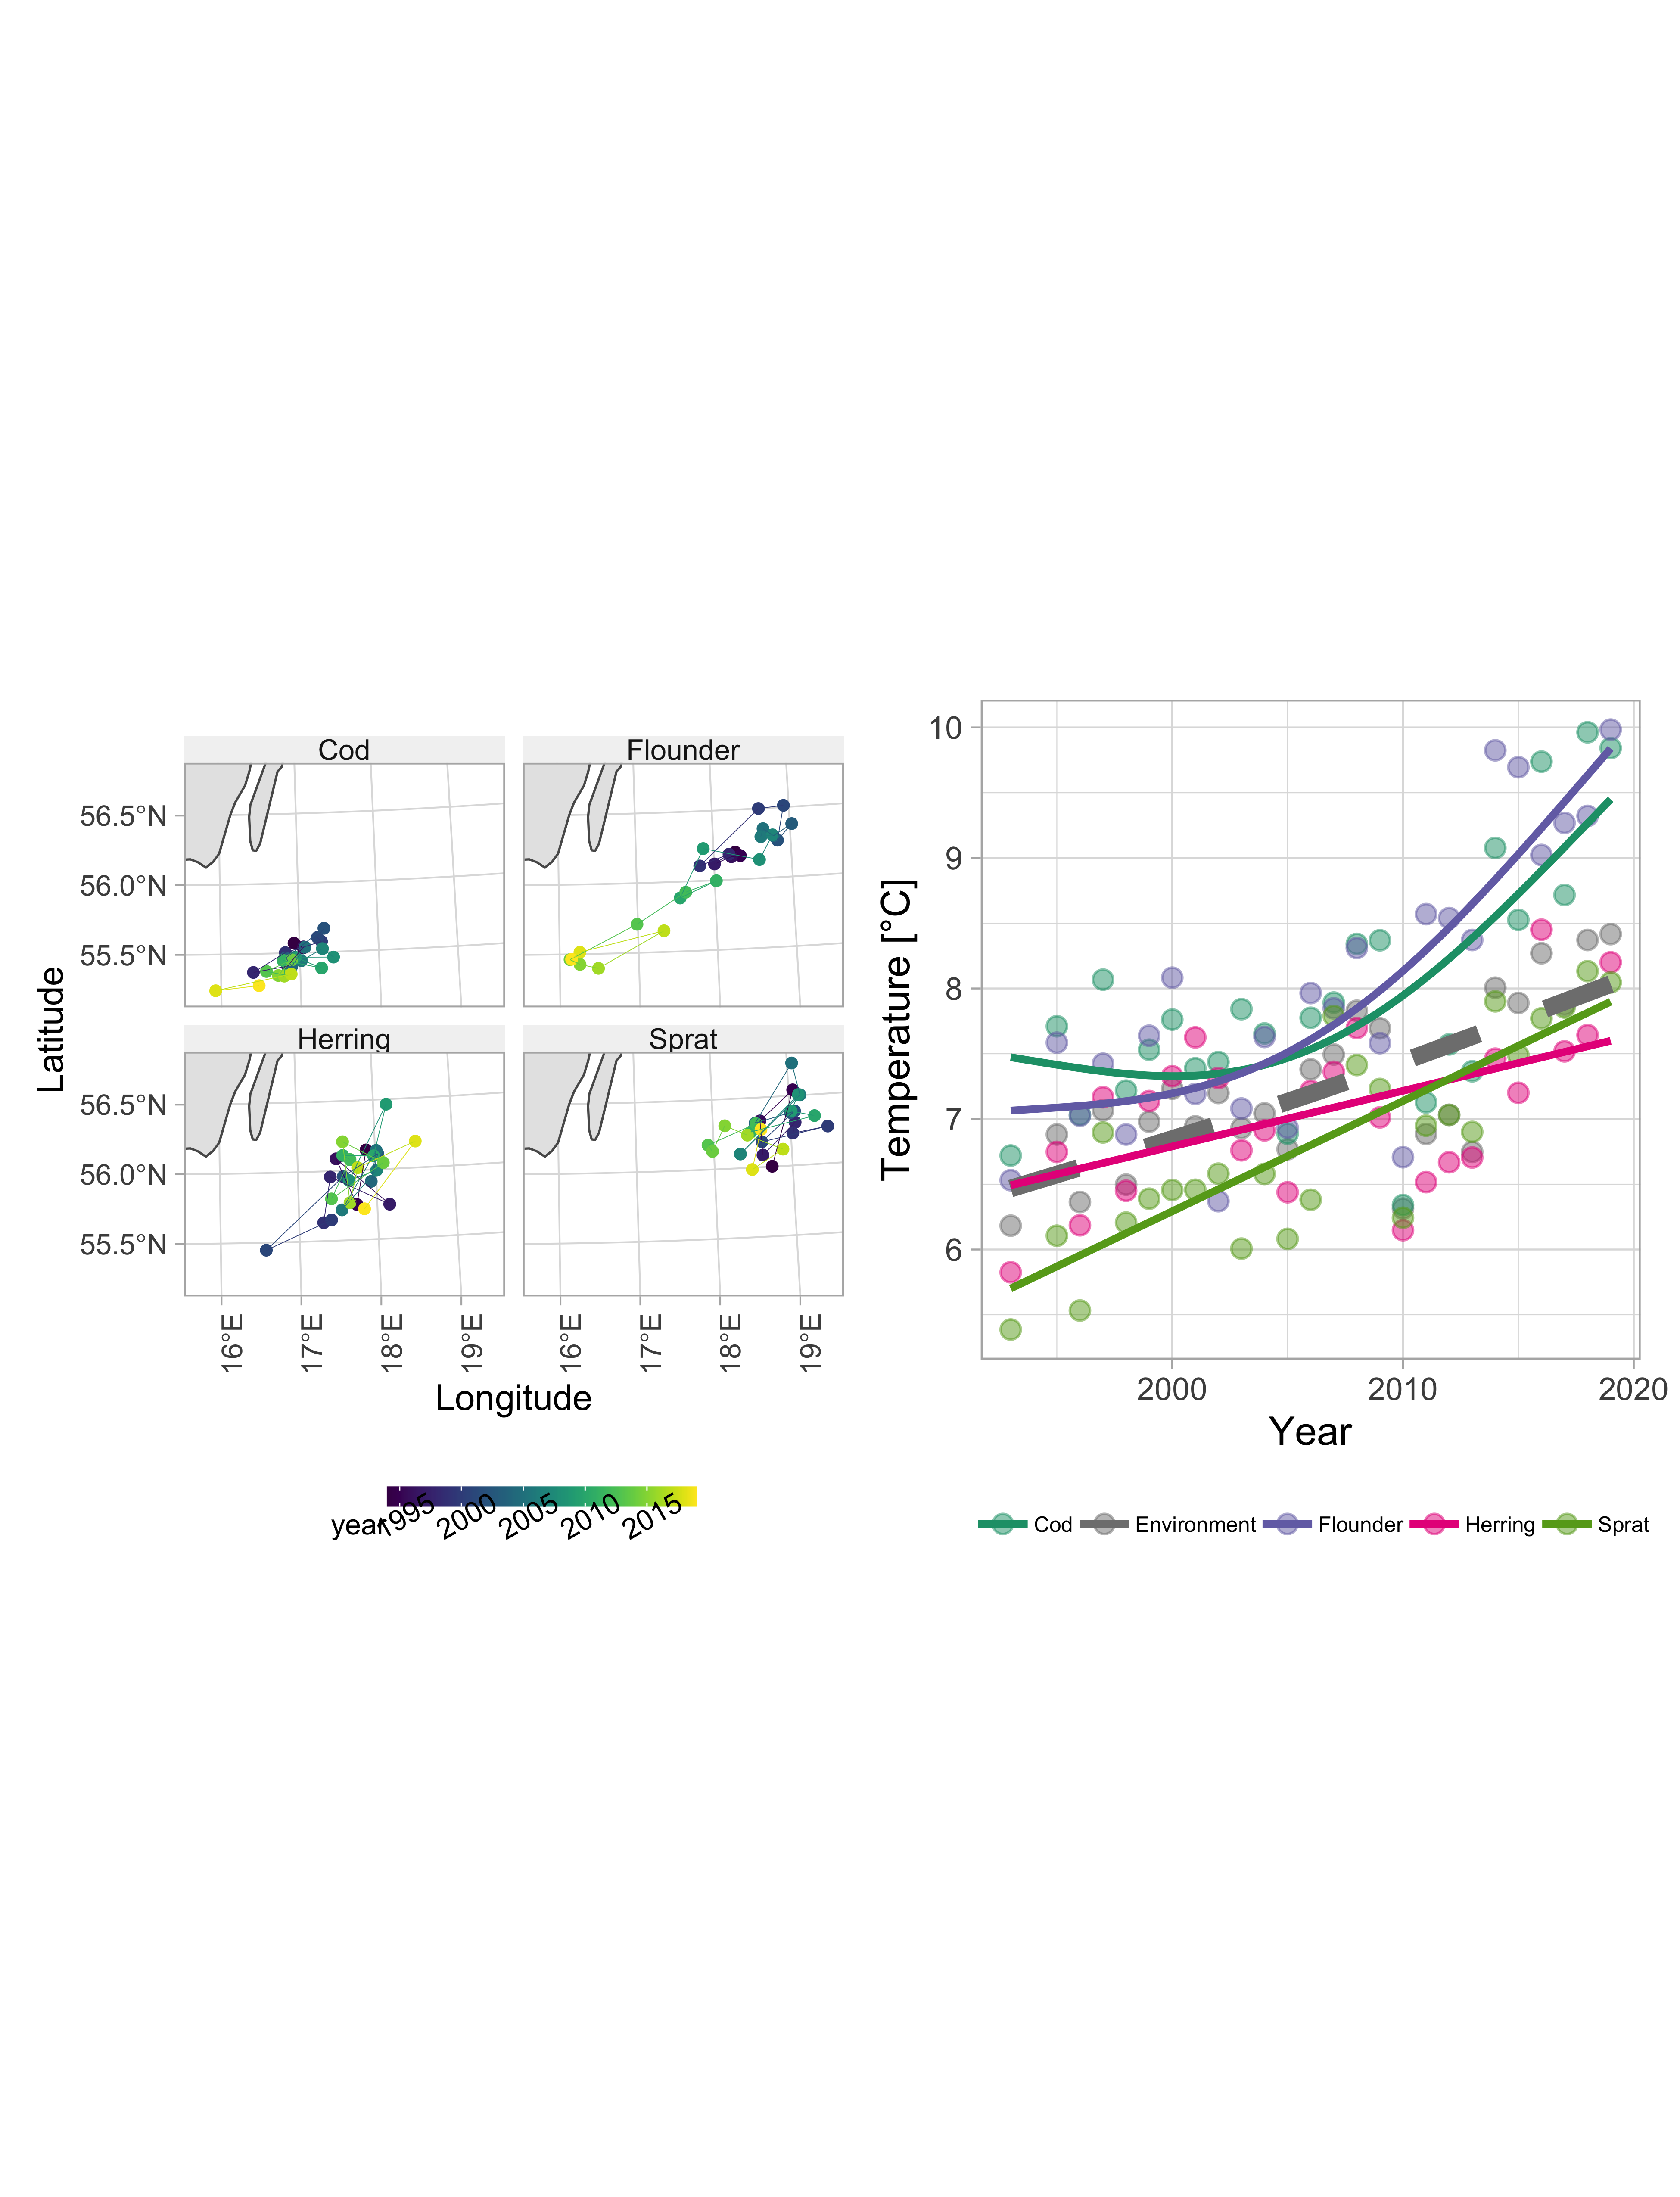 Cod
Flounder
56.5°N
56.0°N
55.5°N
Herring
Sprat
56.5°N
56.0°N
55.5°N
16°E 17°E 18°E 19°E
16°E 17°E 18°E 19°E
Latitude
Longitude
year
1995 2000 2005 2010 2015
10
9
8
7
6
Temperature [°C]
2000 2010 2020
Year
Cod Environment Flounder Herring Sprat